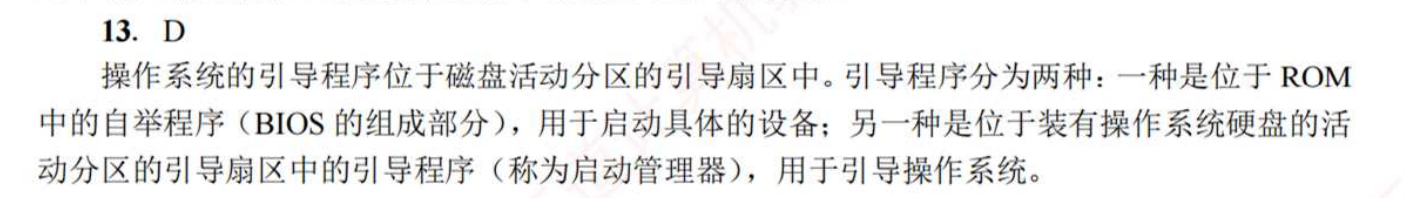 13. D
操作系统的引导程序位于磁盘活动分区的引导扇区中。引导程序分为两种：一种是位于 ROM
中的自举程序（BIOS 的组成部分），用于启动具体的设备；另一种是位于装有操作系统硬盘的活
动分区的引导扇区中的引导程序（称为启动管理器），用于引导操作系统。